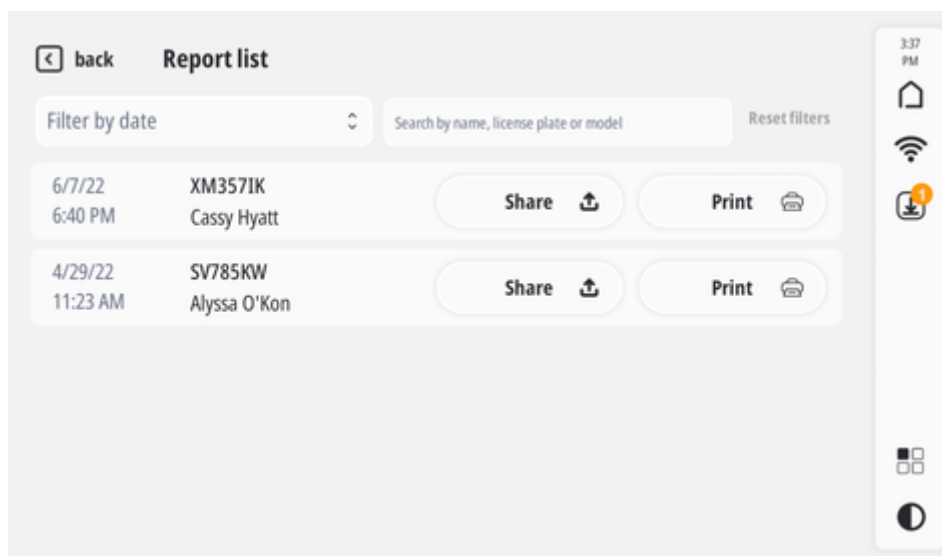 back Report list
Filter by date
Search by name, license plate or model
Reset filters
6/7/22
6:40 PM
XM357IK
Cassy Hyatt
Share
Print
4/29/22
11:23 AM
SV785KW
Alyssa O'Kon
Share
Print
3:37
PM
1